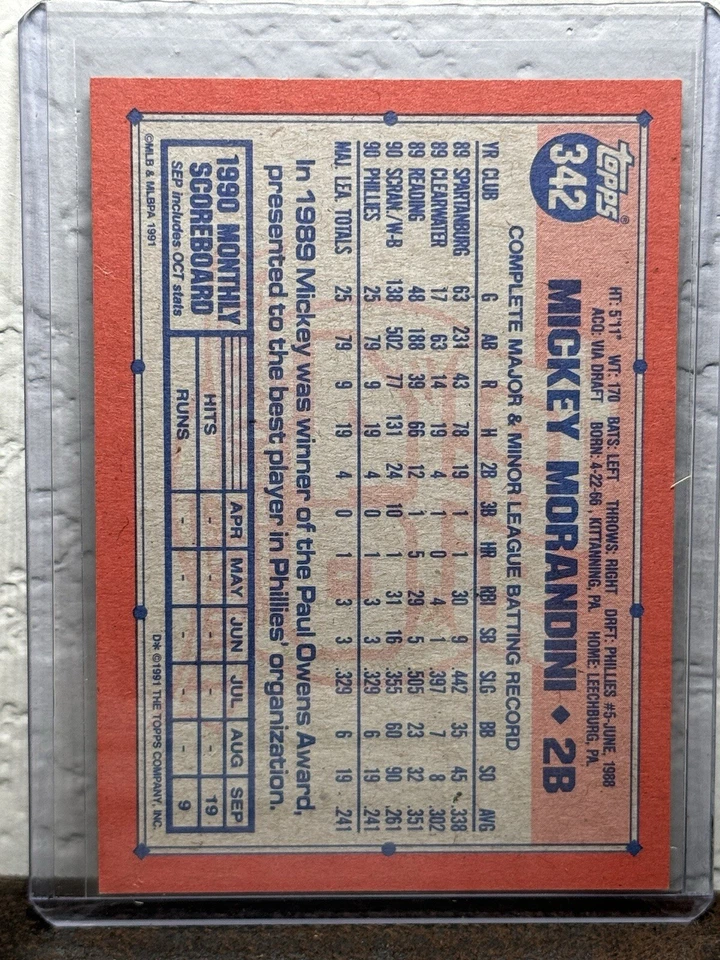 topps®
342
HT: 5'11" WT: 170 BATS: LEFT THROWS: RIGHT DRFT: PHILLIES #5-JUNE, 1988
ACQ: VIA DRAFT BORN: 4-22-66, KITTANNING, PA HOME: LEECHBURG, PA
MICKEY MORANDINI ♦ 2B
COMPLETE MAJOR & MINOR LEAGUE BATTING RECORD
YR CLUB G AB R H 2B 3B HR RBI SB SLG BB SO AVG
89 SPARTANBURG 63 231 43 78 19 1 1 30 9 .442 35 45 .338
89 CLEARWATER 17 63 14 19 4 1 0 4 1 .397 7 8 .302
89 READING 48 188 39 66 12 1 5 29 5 .505 23 32 .351
90 SCRAN./W-B 138 502 77 131 24 10 1 31 16 .355 60 90 .261
90 PHILLIES 25 79 9 19 4 0 1 3 3 .329 6 19 .241
MAJ. LEA. TOTALS 25 79 9 19 4 0 1 3 3 .329 6 19 .241
In 1989 Mickey was winner of the Paul Owens Award,
presented to the best player in Phillies' organization.
1990 MONTHLY
SCOREBOARD
SEP includes OCT stats
APR MAY JUN JUL AUG SEP
HITS - - - - - 19
RUNS - - - - - 9
©MLB & MLBPA 1991
D* ©1991 THE TOPPS COMPANY, INC.